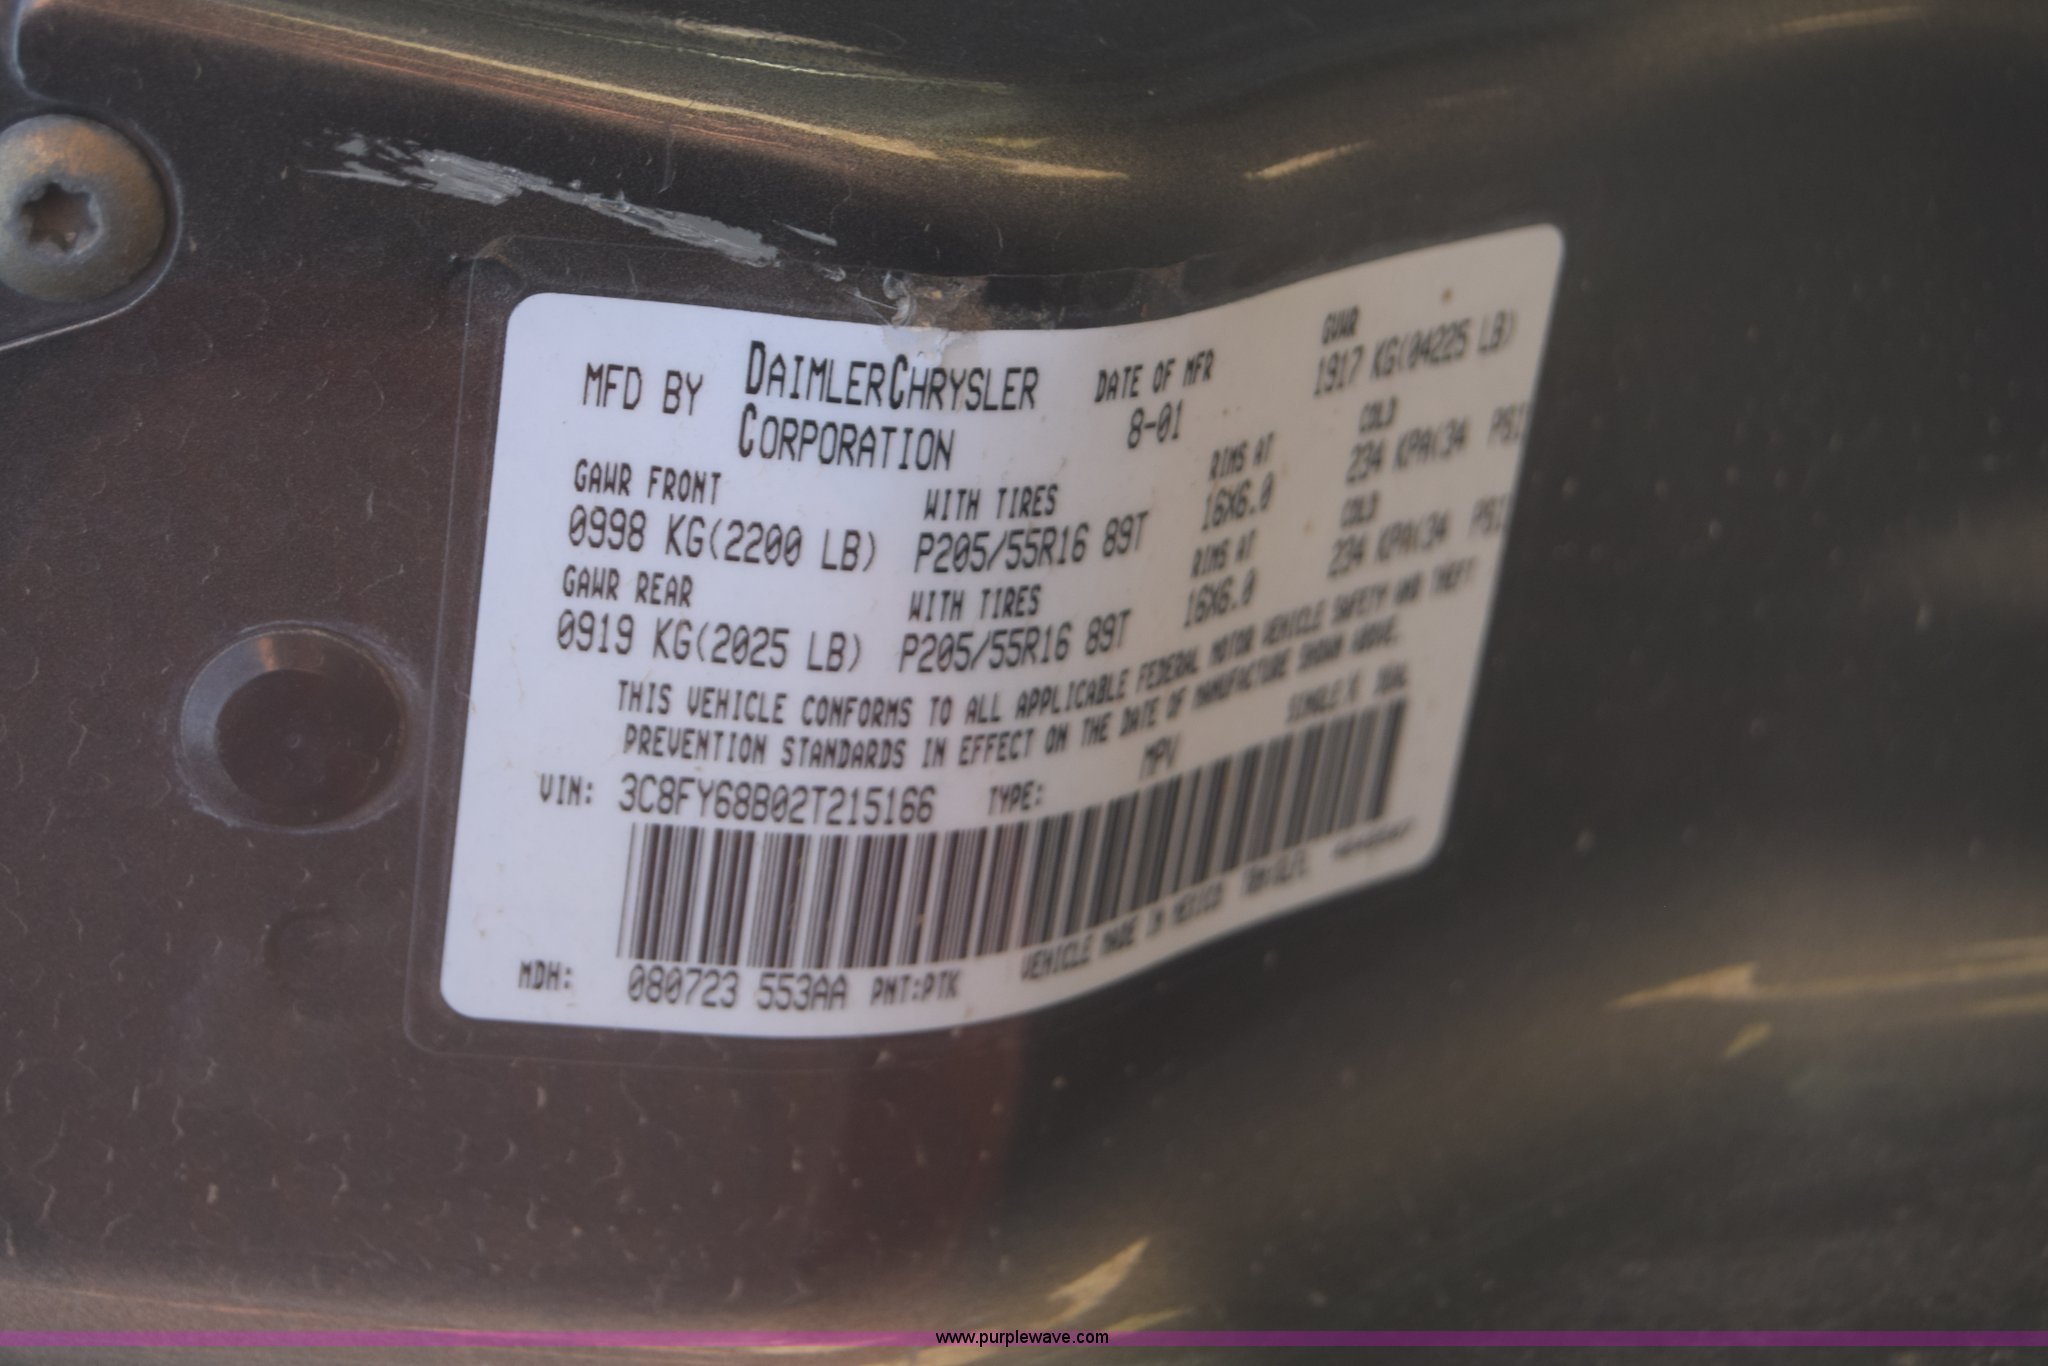 MFD BY DAIMLERCHRYSLER CORPORATION
DATE OF MFR 8-01
GVWR 1917 KG(04225 LB)
GAWR FRONT WITH TIRES RIMS AT COLD
0998 KG(2200 LB) P205/55R16 89T 16X6.0 234 KPA(34 PSI
GAWR REAR WITH TIRES RIMS AT COLD
0919 KG(2025 LB) P205/55R16 89T 16X6.0 234 KPA(34 PSI
THIS VEHICLE CONFORMS TO ALL APPLICABLE FEDERAL MOTOR VEHICLE SAFETY AND THEFT
PREVENTION STANDARDS IN EFFECT ON THE DATE OF MANUFACTURE SHOWN ABOVE.
VIN: 3C8FY68B02T215166 TYPE: MPV SINGLE X DUAL
MDH: 080723 553AA PNT:PTK VEHICLE MADE IN MEXICO
www.purplewave.com